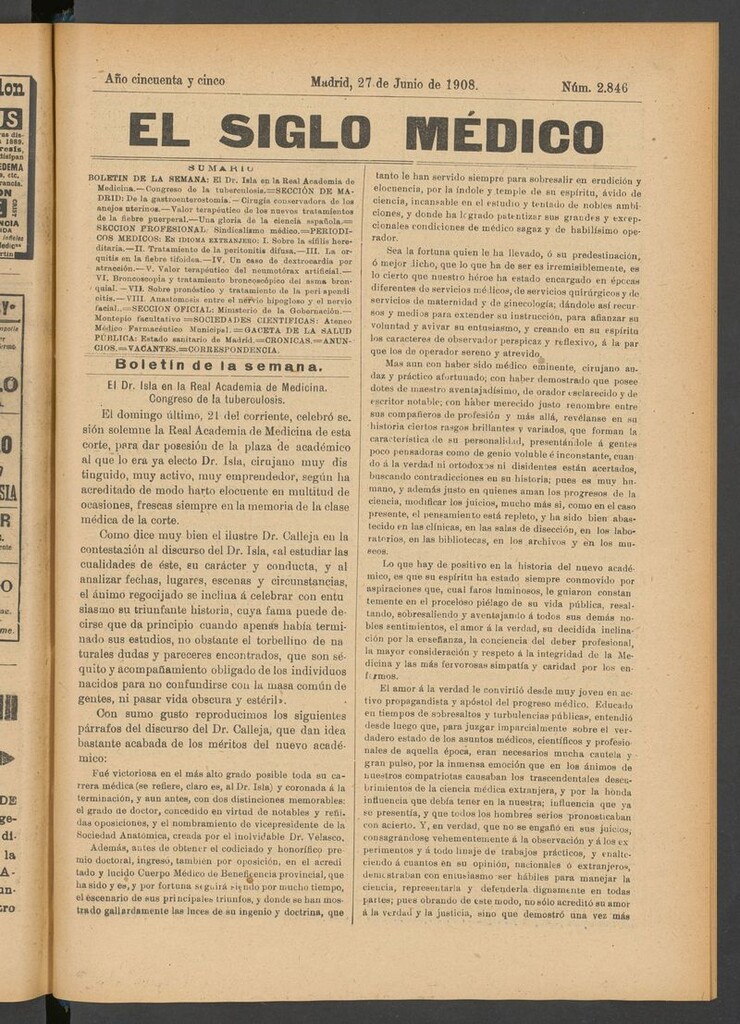 Año cincuenta y cinco
Madrid, 27 de Junio de 1908.
Núm. 2.846
EL SIGLO MÉDICO
SUMARIO
BOLETIN DE LA SEMANA: El Dr. Isla en la Real Academia de
Medicina.—Congreso de la tuberculosis.=SECCIÓN DE MA-
DRID: De la gastroenterostomia.—Cirugía conservadora de los
anejos uterinos.—Valor terapéutico de los nuevos tratamientos
de la fiebre puerperal.—Una gloria de la ciencia española.=
SECCION PROFESIONAL: Sindicalismo médico.=PERIODI-
COS MEDICOS: EN IDIOMA EXTRANJERO: I. Sobre la sífilis here-
ditaria.—II. Tratamiento de la peritonitis difusa.—III. La or-
quitis en la fiebre tifoidea.—IV. Un caso de dextrocardia por
atracción.—V. Valor terapéutico del neumotórax artificial.—
VI. Broncoscopia y tratamiento broncoscópico del asma bron-
quial.—VII. Sobre pronóstico y tratamiento de la peri apendi-
citis.—VIII. Anastomosis entre el nervio hipogloso y el nervio
facial.=SECCION OFICIAL: Ministerio de la Gobernación.—
Montepío facultativo=SOCIEDADES CIENTIFICAS: Ateneo
Médico Farmacéutico Municipal.=GACETA DE LA SALUD
PÚBLICA: Estado sanitario de Madrid.=CRONICAS.=ANUN-
CIOS.=VACANTES.=CORRESPONDENCIA.
Boletín de la semana.
El Dr. Isla en la Real Academia de Medicina.
Congreso de la tuberculosis.
El domingo último, 21 del corriente, celebró se
sión solemne la Real Academia de Medicina de esta
corte, para dar posesión de la plaza de académico
al que lo era ya electo Dr. Isla, cirujano muy dis
tinguido, muy activo, muy emprendedor, según ha
acreditado de modo harto elocuente en multitud de
ocasiones, frescas siempre en la memoria de la clase
médica de la corte.
Como dice muy bien el ilustre Dr. Calleja en la
contestación al discurso del Dr. Isla, «al estudiar las
cualidades de éste, su carácter y conducta, y al
analizar fechas, lugares, escenas y circunstancias,
el ánimo regocijado se inclina á celebrar con entu
siasmo su triunfante historia, cuya fama puede de-
cirse que da principio cuando apenas había termi-
nado sus estudios, no obstante el torbellino de na
turales dudas y pareceres encontrados, que son sé-
quito y acompañamiento obligado de los individuos
nacidos para no confundirse con la masa común de
gentes, ni pasar vida obscura y estéril».
Con sumo gusto reproducimos los siguientes
párrafos del discurso del Dr. Calleja, que dan idea
bastante acabada de los méritos del nuevo acadé-
mico:
Fué victoriosa en el más alto grado posible toda su ca-
rrera médica (se refiere, claro es, al Dr. Isla) y coronada á la
terminación, y aun antes, con dos distinciones memorables:
el grado de doctor, concedido en virtud de notables y reñi-
das oposiciones, y el nombramiento de vicepresidente de la
Sociedad Anatómica, creada por el inolvidable Dr. Velasco.
Además, antes de obtener el codiciado y honorífico pre
mio doctoral, ingresó, también por oposición, en el acredi
tado y lucido Cuerpo Médico de Beneficencia provincial, que
ha sido y es, y por fortuna seguirá siendo por mucho tiempo,
el escenario de sus principales triunfos, y donde se han mos-
trado gallardamente las luces de su ingenio y doctrina, que
tanto le han servido siempre para sobresalir en erudición y
elocuencia, por la índole y temple de su espíritu, ávido de
ciencia, incansable en el estudio y tentado de nobles ambi-
ciones, y donde ha logrado patentizar sus grandes y excep-
cionales condiciones de médico sagaz y de habilísimo ope-
rador.
Sea la fortuna quien le ha llevado, ó su predestinación,
ó mejor dicho, que lo que ha de ser es irremisiblemente, es
lo cierto que nuestro héroe ha estado encargado en épocas
diferentes de servicios médicos, de servicios quirúrgicos y de
servicios de maternidad y de ginecología; dándole así recur-
sos y medios para extender su instrucción, para afianzar su
voluntad y avivar su entusiasmo, y creando en su espíritu
los caracteres de observador perspicaz y reflexivo, á la par
que los de operador sereno y atrevido.
Mas aun con haber sido médico eminente, cirujano au-
daz y práctico afortunado; con haber demostrado que posee
dotes de maestro aventajadísimo, de orador esclarecido y de
escritor notable; con haber merecido justo renombre entre
sus compañeros de profesión y más allá, revélanse en su
historia ciertos rasgos brillantes y variados, que forman la
característica de su personalidad, presentándole á gentes
poco pensadoras como de genio voluble é inconstante, cuan
do á la verdad ni ortodoxos ni disidentes están acertados,
buscando contradicciones en su historia; pues es muy hu-
mano, y además justo en quienes aman los progresos de la
ciencia, modificar los juicios, mucho más si, como en el caso
presente, el pensamiento está repleto, y ha sido bien abas-
tecido en las clínicas, en las salas de disección, en los labo-
ratorios, en las bibliotecas, en los archivos y en los mu-
seos.
Lo que hay de positivo en la historia del nuevo acadé-
mico, es que su espíritu ha estado siempre conmovido por
aspiraciones que, cual faros luminosos, le guiaron constan
temente en el proceloso piélago de su vida pública, resal-
tando, sobresaliendo y aventajando á todos sus demás no-
bles sentimientos, el amor á la verdad, su decidida inclina-
ción por la enseñanza, la conciencia del deber profesional,
la mayor consideración y respeto á la integridad de la Me-
dicina y las más fervorosas simpatía y caridad por los en-
fermos.
El amor á la verdad le convirtió desde muy joven en ac-
tivo propagandista y apóstol del progreso médico. Educado
en tiempos de sobresaltos y turbulencias públicas, entendió
desde luego que, para juzgar imparcialmente sobre el ver-
dadero estado de los asuntos médicos, científicos y profesio-
nales de aquella época, eran necesarios mucha cautela y
gran pulso, por la inmensa emoción que en los ánimos de
nuestros compatriotas causaban los trascendentales descu-
brimientos de la ciencia médica extranjera, y por la honda
influencia que debía tener en la nuestra; influencia que ya
se presentía, y que todos los hombres serios pronosticaban
con acierto. Y, en verdad, que no se engañó en sus juicios,
consagrándose vehementemente á la observación y á los ex
perimentos y á todo linaje de trabajos prácticos, y enalte-
ciendo á cuantos en su opinión, nacionales ó extranjeros,
demostraban con entusiasmo ser hábiles para manejar la
ciencia, representarla y defenderla dignamente en todas
partes; pues obrando de este modo, no sólo acreditó su amor
á la verdad y la justicia, sino que demostró una vez más